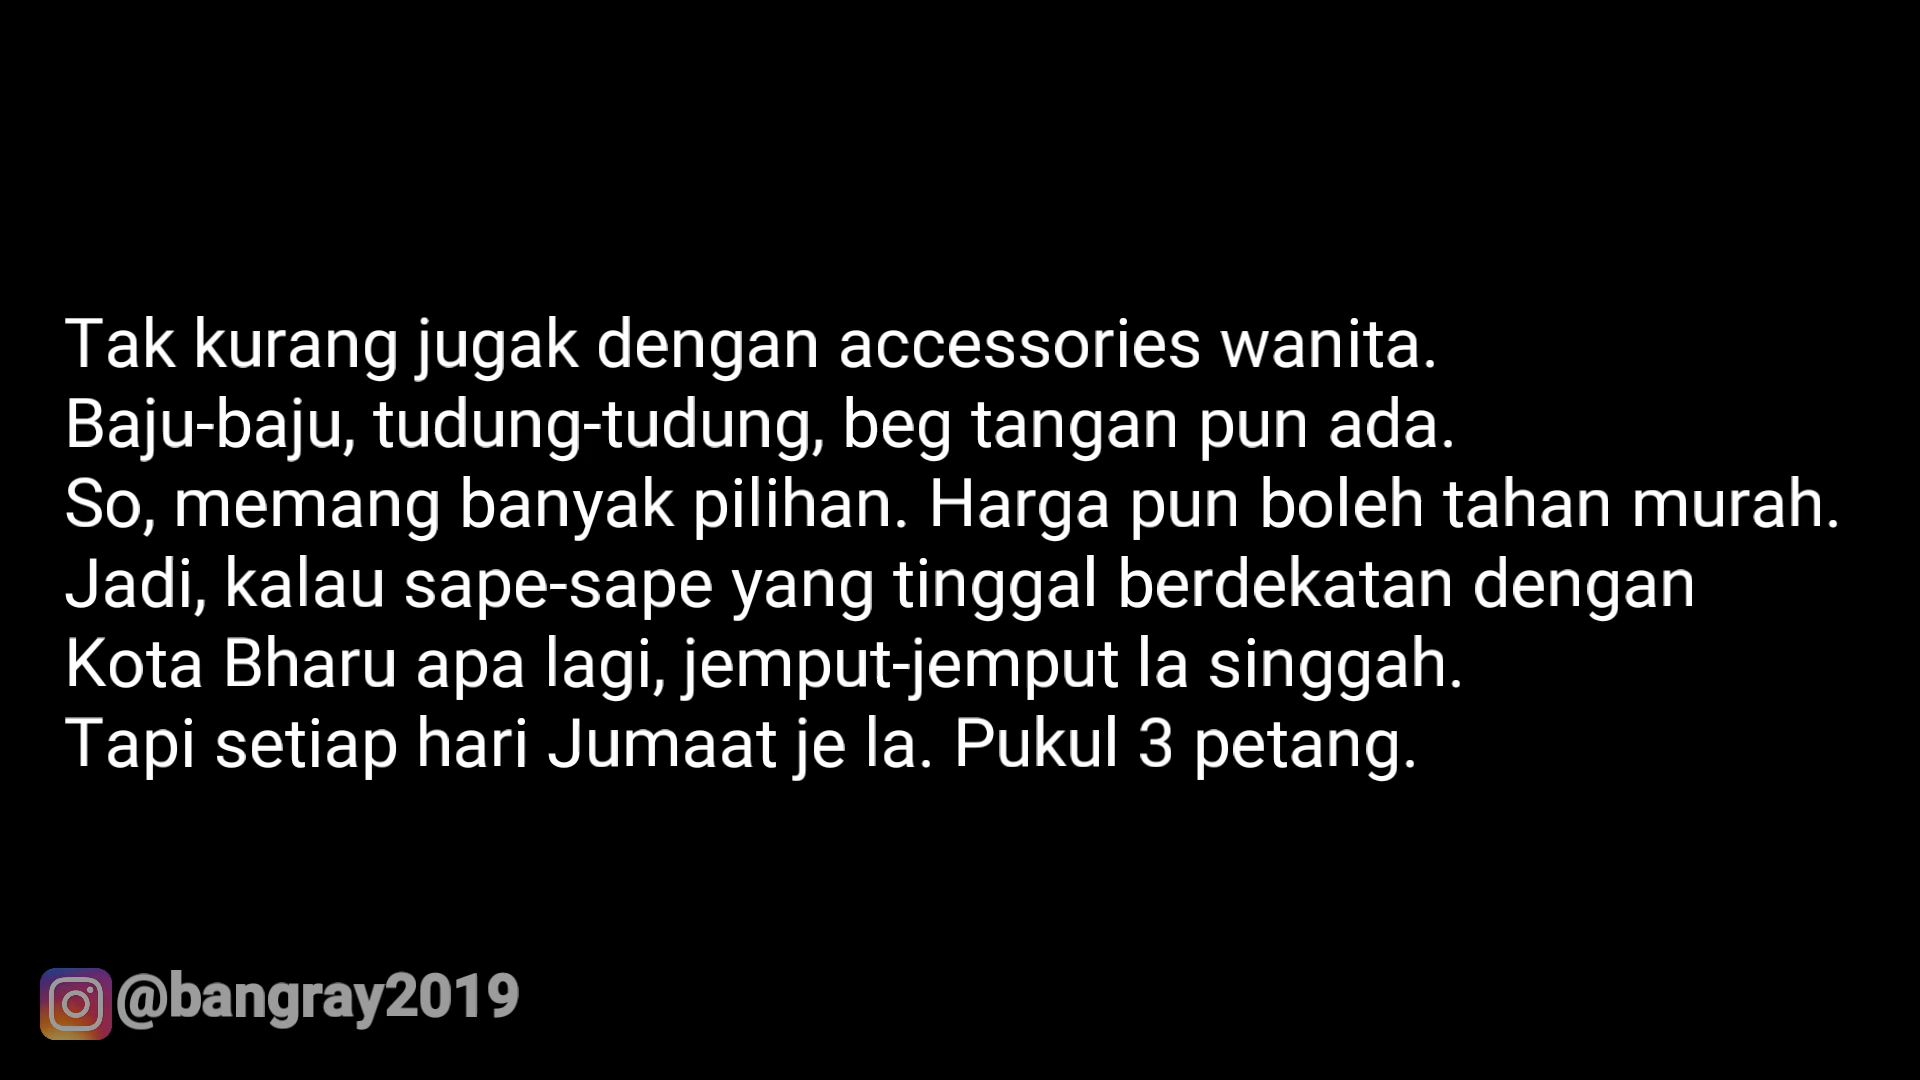 Tak kurang jugak dengan accessories wanita.
Baju-baju, tudung-tudung, beg tangan pun ada.
So, memang banyak pilihan. Harga pun boleh tahan murah.
Jadi, kalau sape-sape yang tinggal berdekatan dengan
Kota Bharu apa lagi, jemput-jemput la singgah.
Tapi setiap hari Jumaat je la. Pukul 3 petang.
@bangray2019